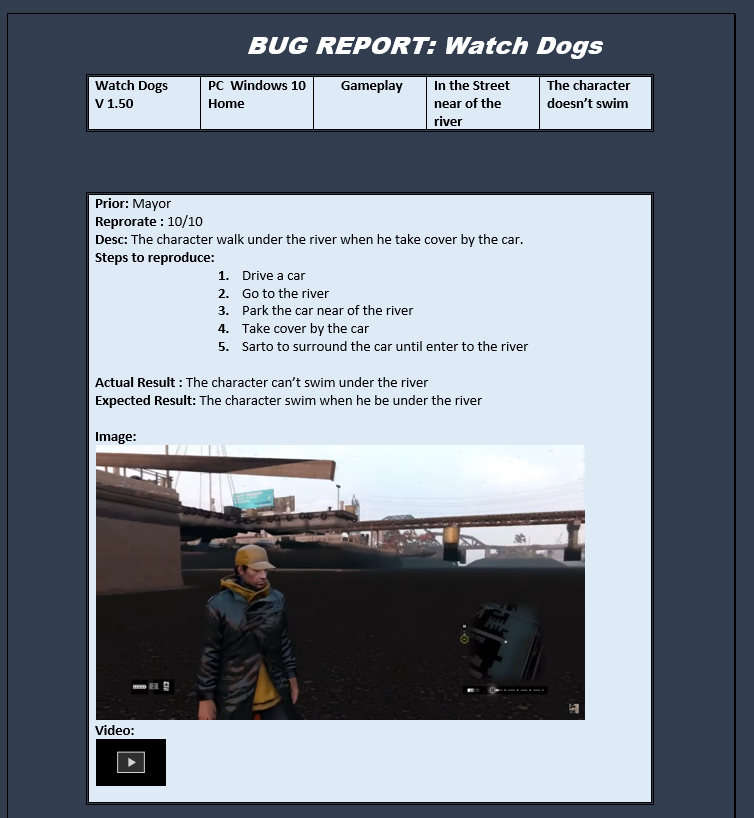 BUG REPORT: Watch Dogs
Watch Dogs
V 1.50
PC  Windows 10
Home
Gameplay
In the Street
near of the
river
The character
doesn’t swim
Prior: Mayor
Reprorate : 10/10
Desc: The character walk under the river when he take cover by the car.
Steps to reproduce:
1. Drive a car
2. Go to the river
3. Park the car near of the river
4. Take cover by the car
5. Sarto to surround the car until enter to the river
Actual Result : The character can’t swim under the river
Expected Result: The character swim when he be under the river
Image:
Video: